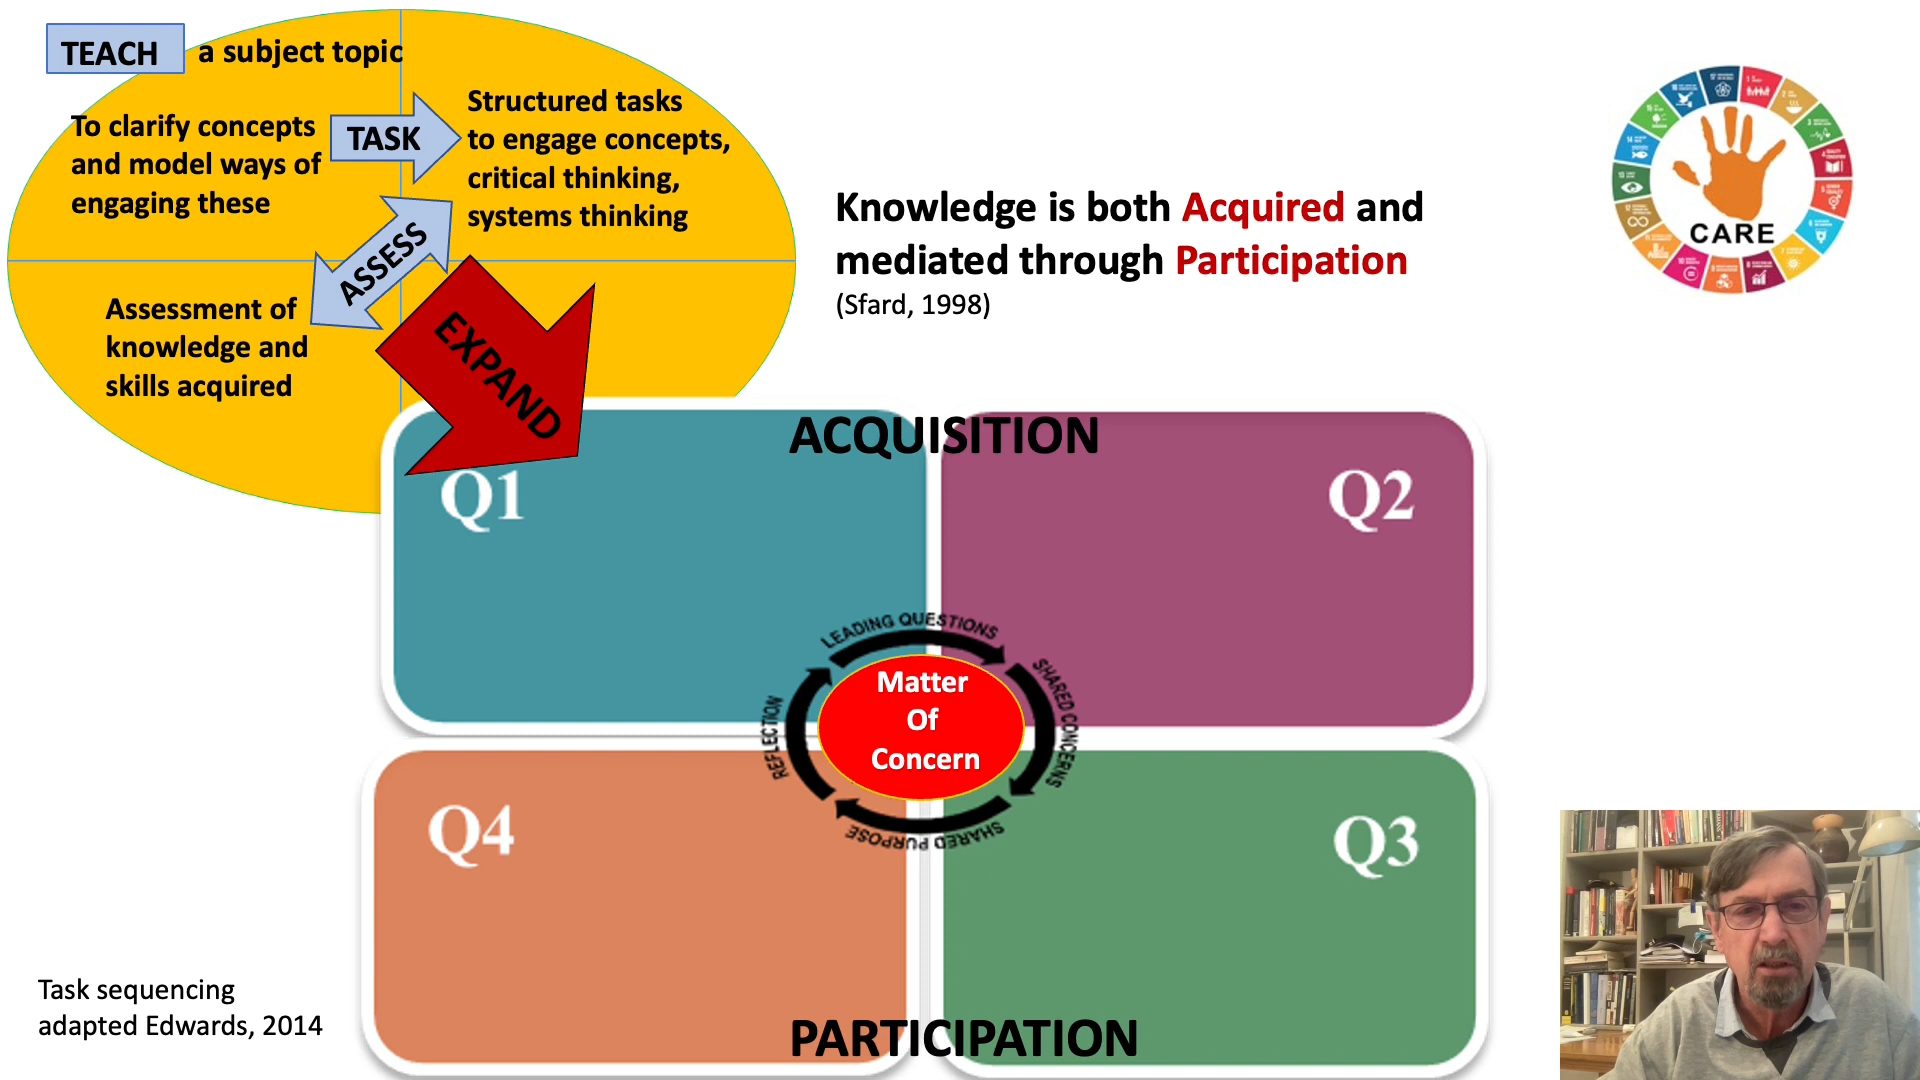 TEACH a subject topic
To clarify concepts
and model ways of
engaging these
TASK
Structured tasks
to engage concepts,
critical thinking,
systems thinking
ASSESS
Assessment of
knowledge and
skills acquired
EXPAND
Knowledge is both Acquired and
mediated through Participation
(Sfard, 1998)
CARE
ACQUISITION
Q1
Q2
LEADING QUESTIONS
SHARED CONCERNS
SHARED PURPOSE
REFLECTION
Matter
Of
Concern
Q4
Q3
PARTICIPATION
Task sequencing
adapted Edwards, 2014